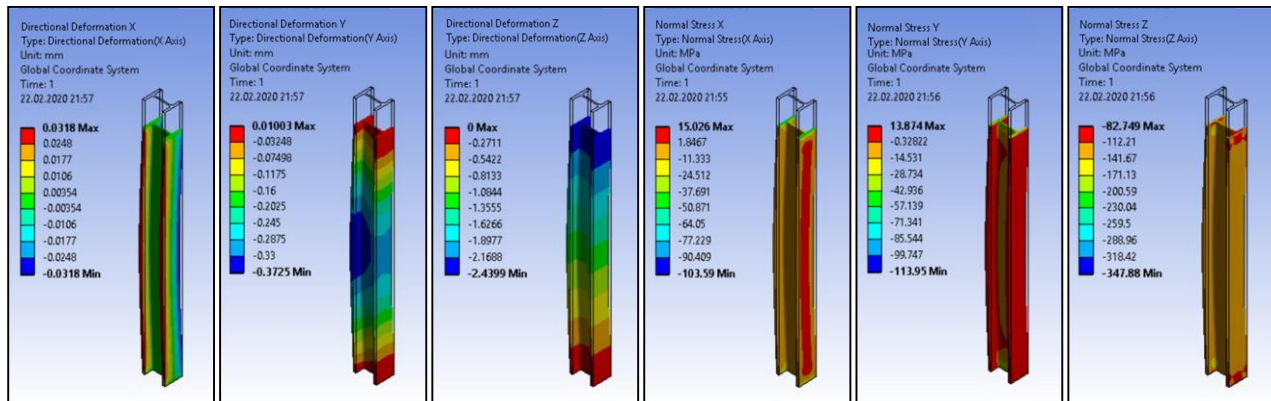 Directional Deformation X
Type: Directional Deformation(X Axis)
Unit: mm
Global Coordinate System
Time: 1
22.02.2020 21:57
0.0318 Max
0.0248
0.0177
0.0106
0.00354
-0.00354
-0.0106
-0.0177
-0.0248
-0.0318 Min
Directional Deformation Y
Type: Directional Deformation(Y Axis)
Unit: mm
Global Coordinate System
Time: 1
22.02.2020 21:57
0.01003 Max
-0.03248
-0.07498
-0.1175
-0.16
-0.2025
-0.245
-0.2875
-0.33
-0.3725 Min
Directional Deformation Z
Type: Directional Deformation(Z Axis)
Unit: mm
Global Coordinate System
Time: 1
22.02.2020 21:57
0 Max
-0.2711
-0.5422
-0.8133
-1.0844
-1.3555
-1.6266
-1.8977
-2.1688
-2.4399 Min
Normal Stress X
Type: Normal Stress(X Axis)
Unit: MPa
Global Coordinate System
Time: 1
22.02.2020 21:55
15.026 Max
1.8467
-11.333
-24.512
-37.691
-50.871
-64.05
-77.229
-90.409
-103.59 Min
Normal Stress Y
Type: Normal Stress(Y Axis)
Unit: MPa
Global Coordinate System
Time: 1
22.02.2020 21:56
13.874 Max
-0.32822
-14.531
-28.734
-42.936
-57.139
-71.341
-85.544
-99.747
-113.95 Min
Normal Stress Z
Type: Normal Stress(Z Axis)
Unit: MPa
Global Coordinate System
Time: 1
22.02.2020 21:56
-82.749 Max
-112.21
-141.67
-171.13
-200.59
-230.04
-259.5
-288.96
-318.42
-347.88 Min